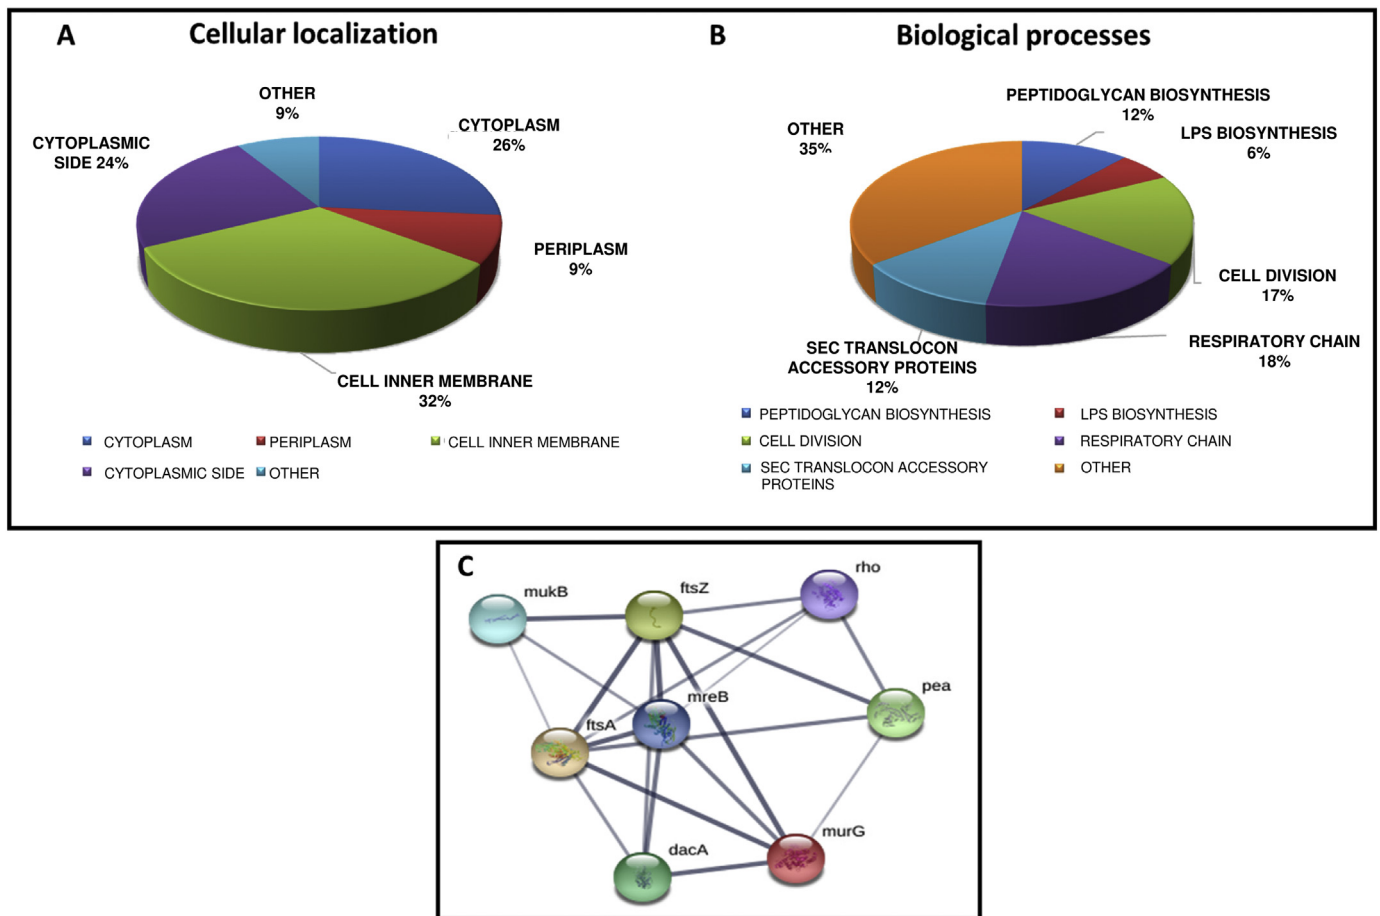 A
Cellular localization
OTHER
9%
CYTOPLASM
26%
CYTOPLASMIC
SIDE 24%
PERIPLASM
9%
CELL INNER MEMBRANE
32%
CYTOPLASM
PERIPLASM
CELL INNER MEMBRANE
CYTOPLASMIC SIDE
OTHER
B
Biological processes
PEPTIDOGLYCAN BIOSYNTHESIS
12%
LPS BIOSYNTHESIS
6%
OTHER
35%
CELL DIVISION
17%
RESPIRATORY CHAIN
18%
SEC TRANSLOCON
ACCESSORY PROTEINS
12%
PEPTIDOGLYCAN BIOSYNTHESIS
LPS BIOSYNTHESIS
CELL DIVISION
RESPIRATORY CHAIN
SEC TRANSLOCON ACCESSORY
PROTEINS
OTHER
C
mukB
ftsZ
rho
pea
mreB
ftsA
murG
dacA